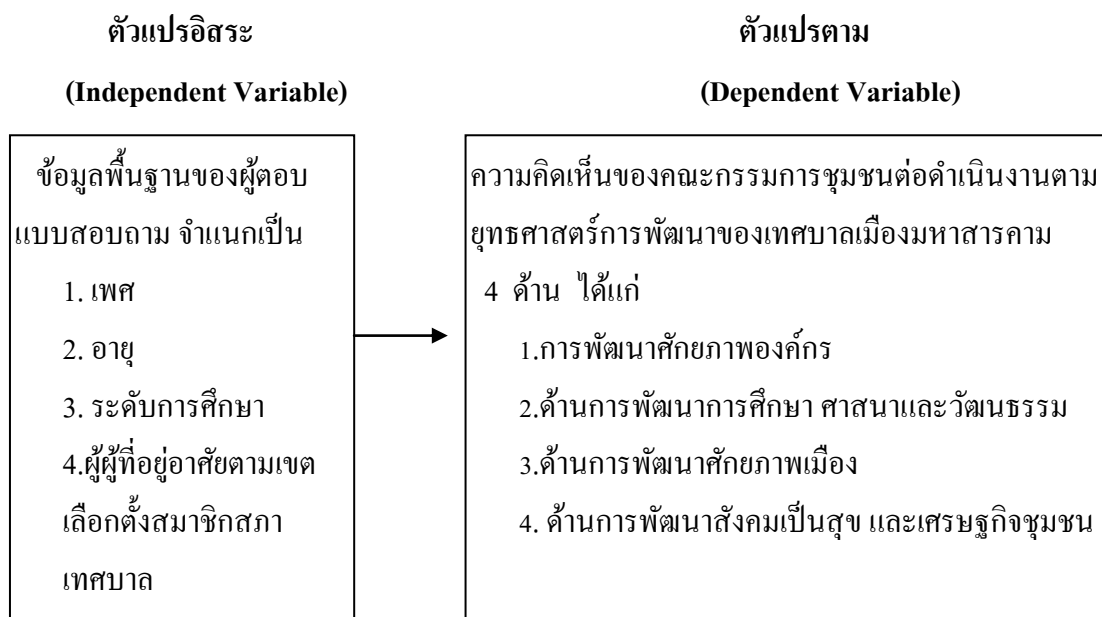 ตัวแปรอิสระ
(Independent Variable)
ข้อมูลพื้นฐานของผู้ตอบ
แบบสอบถาม จำแนกเป็น
1. เพศ
2. อายุ
3. ระดับการศึกษา
4.ผู้ผู้ที่อยู่อาศัยตามเขต
เลือกตั้งสมาชิกสภา
เทศบาล
ตัวแปรตาม
(Dependent Variable)
ความคิดเห็นของคณะกรรมการชุมชนต่อดำเนินงานตาม
ยุทธศาสตร์การพัฒนาของเทศบาลเมืองมหาสารคาม
4 ด้าน ได้แก่
1.การพัฒนาศักยภาพองค์กร
2.ด้านการพัฒนาการศึกษา ศาสนาและวัฒนธรรม
3.ด้านการพัฒนาศักยภาพเมือง
4. ด้านการพัฒนาสังคมเป็นสุข และเศรษฐกิจชุมชน